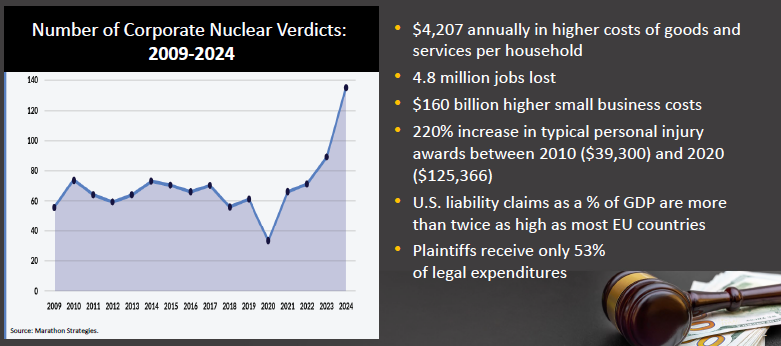 Number of Corporate Nuclear Verdicts:
2009-2024
140
120
100
80
60
40
20
0
2009 2010 2011 2012 2013 2014 2015 2016 2017 2018 2019 2020 2021 2022 2023 2024
Source: Marathon Strategies.
• $4,207 annually in higher costs of goods and
services per household
• 4.8 million jobs lost
• $160 billion higher small business costs
• 220% increase in typical personal injury
awards between 2010 ($39,300) and 2020
($125,366)
• U.S. liability claims as a % of GDP are more
than twice as high as most EU countries
• Plaintiffs receive only 53%
of legal expenditures